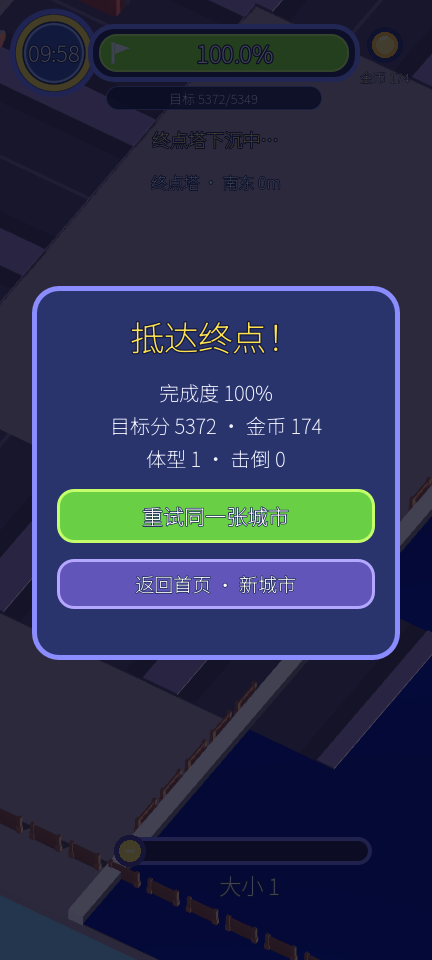 09:58
100.0%
金币 174
目标 5372/5349
终点塔下沉中…
终点塔 · 南东 0m
抵达终点！
完成度 100%
目标分 5372 · 金币 174
体型 1 · 击倒 0
重试同一张城市
返回首页 · 新城市
大小 1